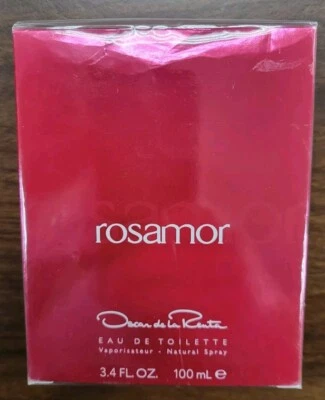 rosamor
Oscar de la Renta
EAU DE TOILETTE
Vaporisateur - Natural Spray
3.4 FL. OZ. 100 mL e